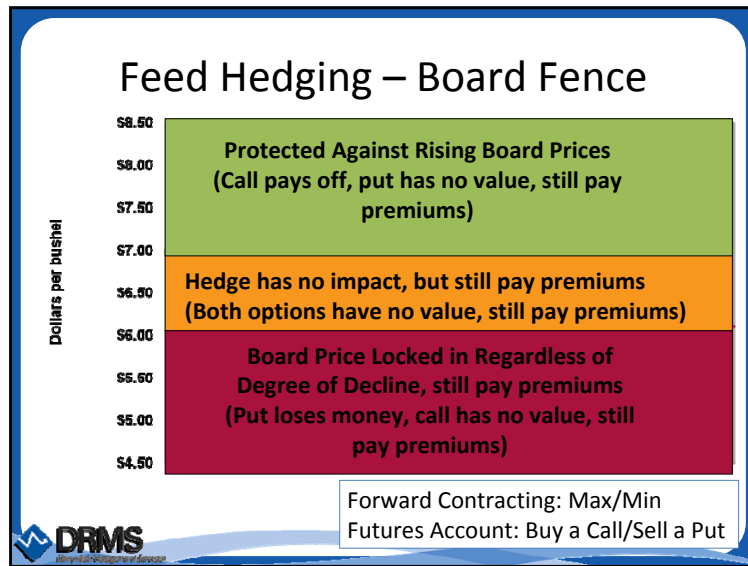 Feed Hedging – Board Fence
Dollars per bushel
$8.50
$8.00
$7.50
$7.00
$6.50
$6.00
$5.50
$5.00
$4.50
Protected Against Rising Board Prices
(Call pays off, put has no value, still pay
premiums)
Hedge has no impact, but still pay premiums
(Both options have no value, still pay premiums)
Board Price Locked in Regardless of
Degree of Decline, still pay premiums
(Put loses money, call has no value, still
pay premiums)
Forward Contracting: Max/Min
Futures Account: Buy a Call/Sell a Put
DRMS